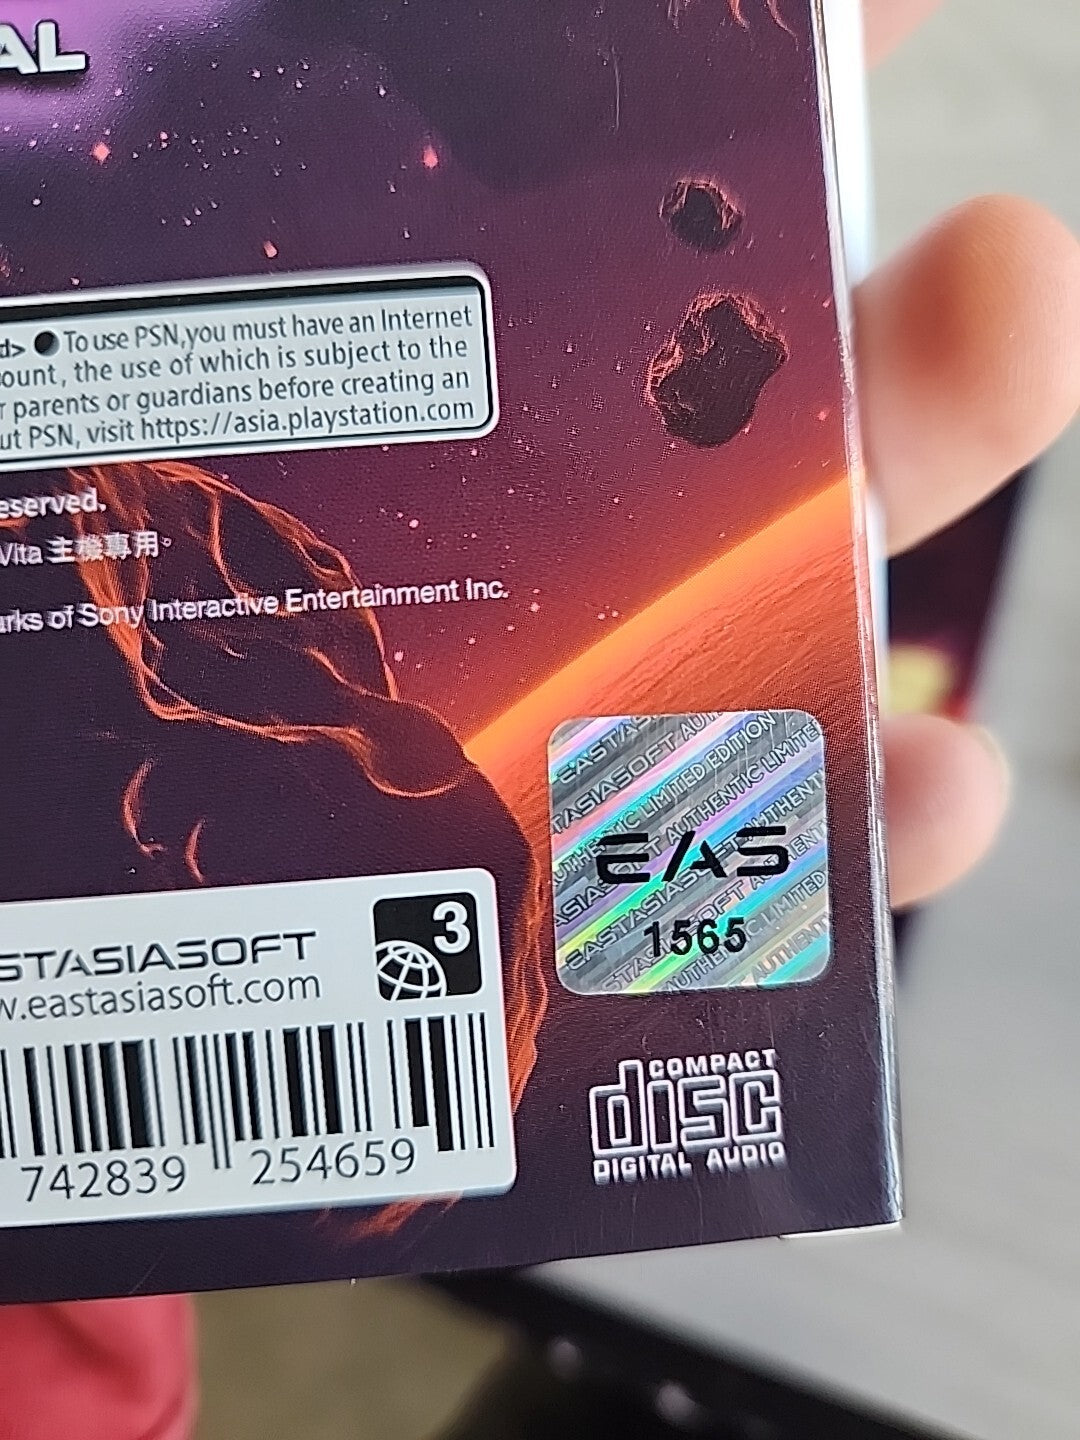 AL
d> ● To use PSN,you must have an Internet
ount, the use of which is subject to the
r parents or guardians before creating an
ut PSN, visit https://asia.playstation.com
eserved.
Vita 主機專用。
arks of Sony Interactive Entertainment Inc.
EASTASIASOFT AUTHENTIC LIMITED EDITION
EAS
1565
STASIASOFT
w.eastasiasoft.com
3
742839 254659
COMPACT
disc
DIGITAL AUDIO